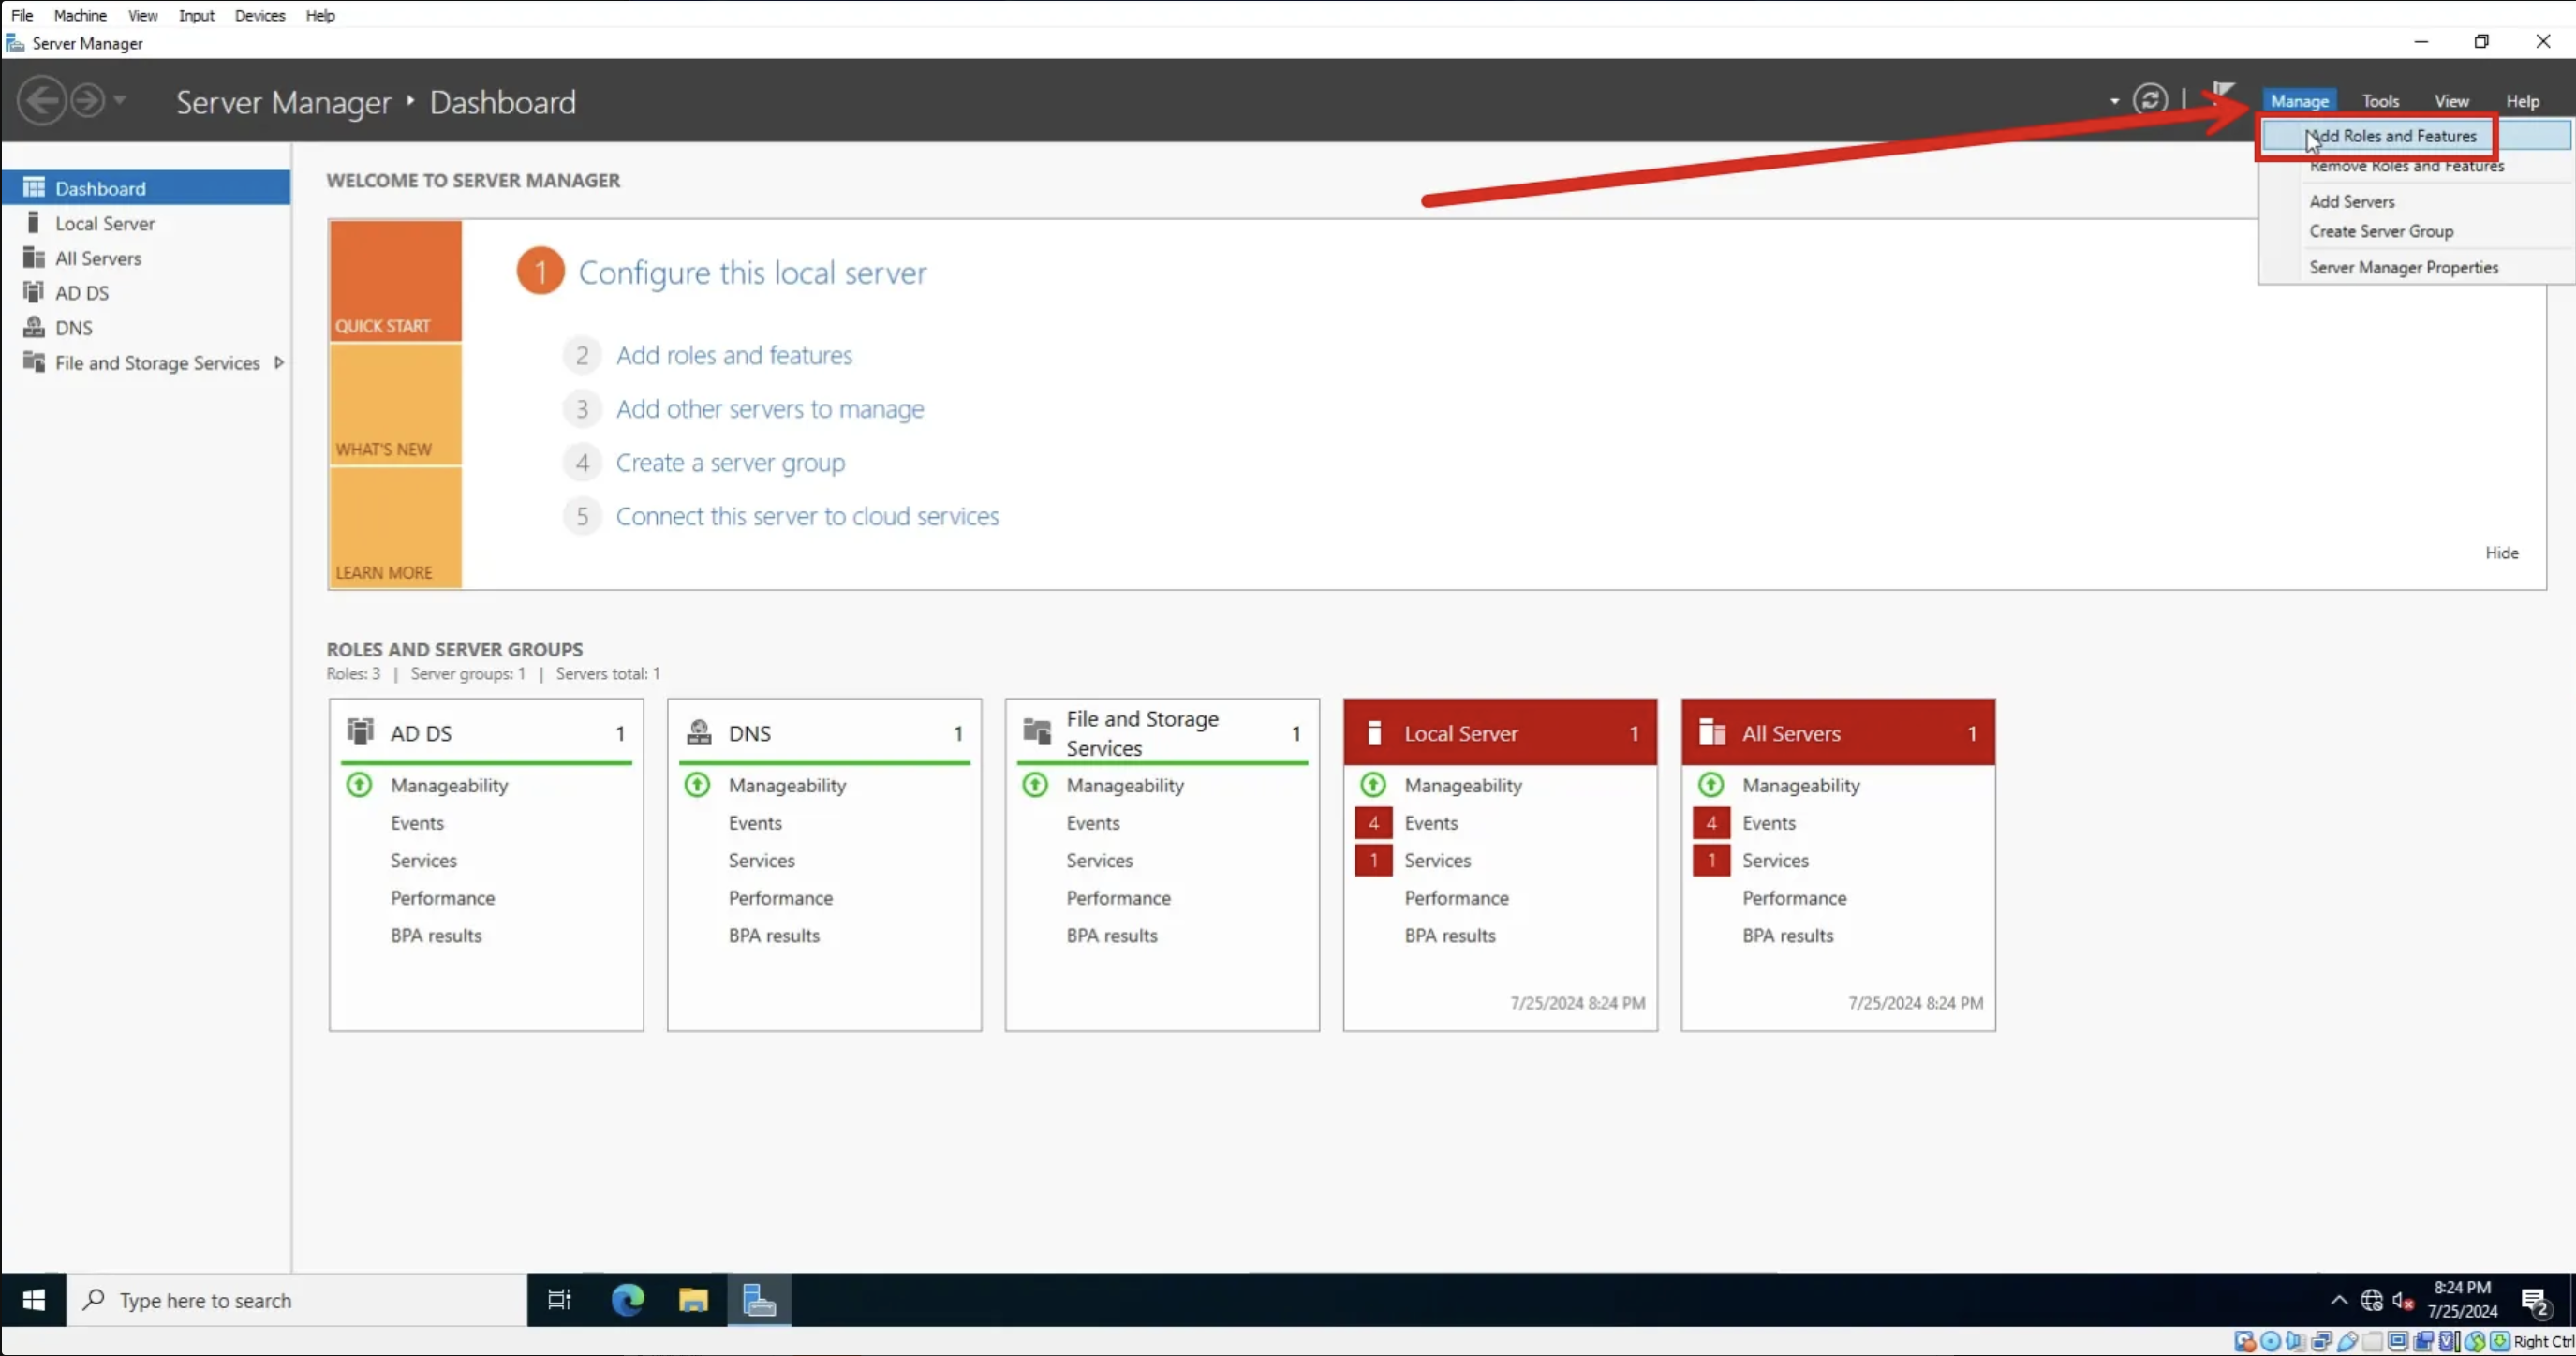 File Machine View Input Devices Help
Server Manager
Server Manager ‣ Dashboard
Manage Tools View Help
Add Roles and Features
Remove Roles and Features
Add Servers
Create Server Group
Server Manager Properties
Dashboard
Local Server
All Servers
AD DS
DNS
File and Storage Services
WELCOME TO SERVER MANAGER
QUICK START
WHAT'S NEW
LEARN MORE
1 Configure this local server
2 Add roles and features
3 Add other servers to manage
4 Create a server group
5 Connect this server to cloud services
Hide
ROLES AND SERVER GROUPS
Roles: 3 | Server groups: 1 | Servers total: 1
AD DS 1
Manageability
Events
Services
Performance
BPA results
DNS 1
Manageability
Events
Services
Performance
BPA results
File and Storage
Services 1
Manageability
Events
Services
Performance
BPA results
Local Server 1
Manageability
4 Events
1 Services
Performance
BPA results
7/25/2024 8:24 PM
All Servers 1
Manageability
4 Events
1 Services
Performance
BPA results
7/25/2024 8:24 PM
Type here to search
8:24 PM
7/25/2024
2
Right Ctrl